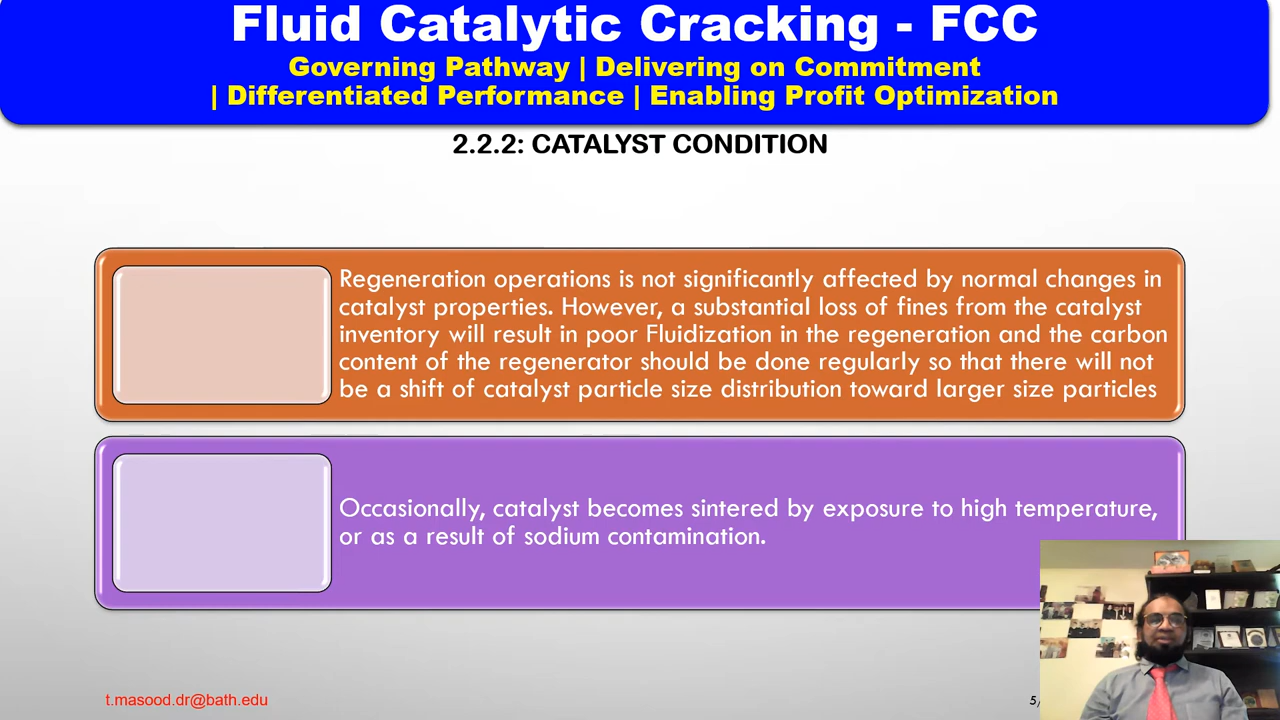 Fluid Catalytic Cracking - FCC
Governing Pathway | Delivering on Commitment
| Differentiated Performance | Enabling Profit Optimization
2.2.2: CATALYST CONDITION
Regeneration operations is not significantly affected by normal changes in
catalyst properties. However, a substantial loss of fines from the catalyst
inventory will result in poor Fluidization in the regeneration and the carbon
content of the regenerator should be done regularly so that there will not
be a shift of catalyst particle size distribution toward larger size particles
Occasionally, catalyst becomes sintered by exposure to high temperature,
or as a result of sodium contamination.
t.masood.dr@bath.edu
5/